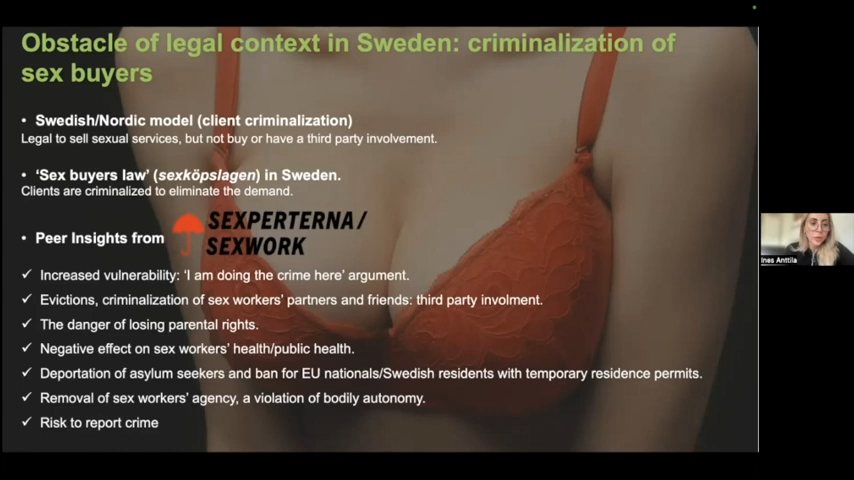 Obstacle of legal context in Sweden: criminalization of
sex buyers
• Swedish/Nordic model (client criminalization)
Legal to sell sexual services, but not buy or have a third party involvement.
• ‘Sex buyers law’ (sexköpslagen) in Sweden.
Clients are criminalized to eliminate the demand.
• Peer Insights from SEXPERTERNA/
SEXWORK
✓ Increased vulnerability: ‘I am doing the crime here’ argument.
✓ Evictions, criminalization of sex workers’ partners and friends: third party involment.
✓ The danger of losing parental rights.
✓ Negative effect on sex workers’ health/public health.
✓ Deportation of asylum seekers and ban for EU nationals/Swedish residents with temporary residence permits.
✓ Removal of sex workers’ agency, a violation of bodily autonomy.
✓ Risk to report crime
Ines Anttila